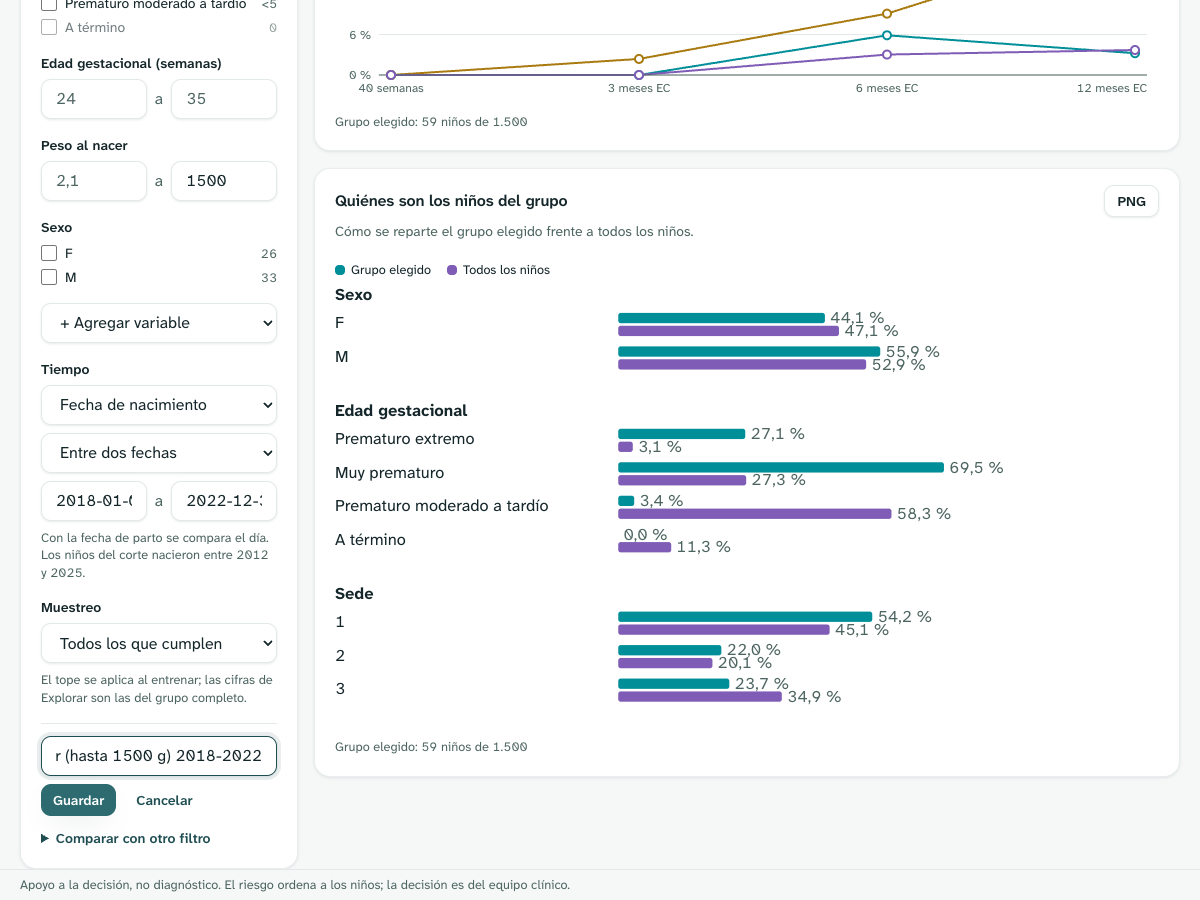 Prematuro moderado a tardío <5
A término 0
Edad gestacional (semanas)
24 a 35
Peso al nacer
2,1 a 1500
Sexo
F 26
M 33
+ Agregar variable
Tiempo
Fecha de nacimiento
Entre dos fechas
2018-01-0 a 2022-12-3
Con la fecha de parto se compara el día.
Los niños del corte nacieron entre 2012
y 2025.
Muestreo
Todos los que cumplen
El tope se aplica al entrenar; las cifras de
Explorar son las del grupo completo.
r (hasta 1500 g) 2018-2022
Guardar Cancelar
▶ Comparar con otro filtro
6 %
0 %
40 semanas 3 meses EC 6 meses EC 12 meses EC
Grupo elegido: 59 niños de 1.500
Quiénes son los niños del grupo
PNG
Cómo se reparte el grupo elegido frente a todos los niños.
Grupo elegido Todos los niños
Sexo
F 44,1 %
47,1 %
M 55,9 %
52,9 %
Edad gestacional
Prematuro extremo 27,1 %
3,1 %
Muy prematuro 69,5 %
27,3 %
Prematuro moderado a tardío 3,4 %
58,3 %
A término 0,0 %
11,3 %
Sede
1 54,2 %
45,1 %
2 22,0 %
20,1 %
3 23,7 %
34,9 %
Grupo elegido: 59 niños de 1.500
Apoyo a la decisión, no diagnóstico. El riesgo ordena a los niños; la decisión es del equipo clínico.